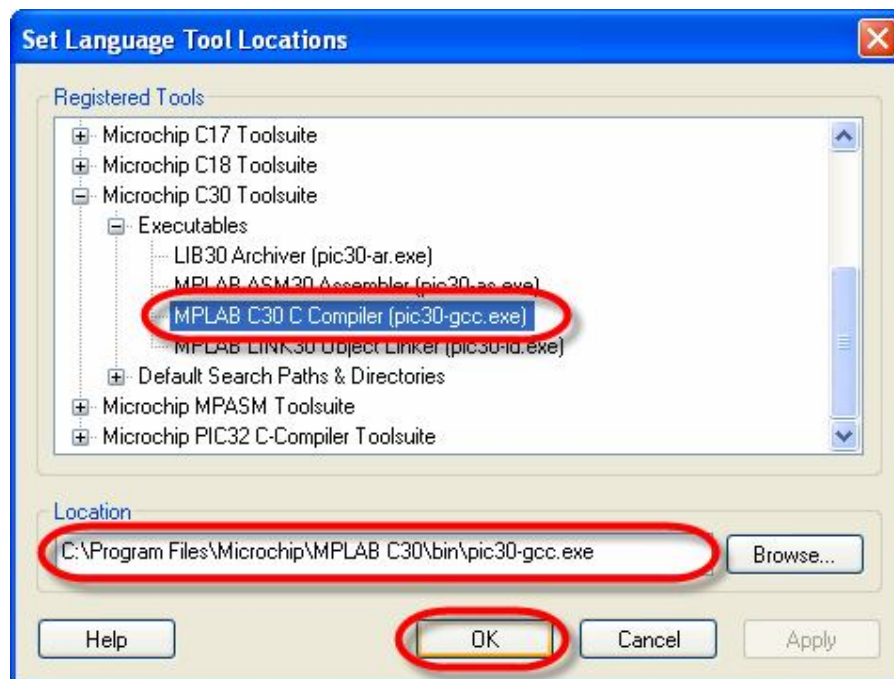 Set Language Tool Locations
Registered Tools
Microchip C17 Toolsuite
Microchip C18 Toolsuite
Microchip C30 Toolsuite
Executables
LIB30 Archiver (pic30-ar.exe)
MPLAB ASM30 Assembler (pic30-as.exe)
MPLAB C30 C Compiler (pic30-gcc.exe)
MPLAB LINK30 Object Linker (pic30-ld.exe)
Default Search Paths & Directories
Microchip MPASM Toolsuite
Microchip PIC32 C-Compiler Toolsuite
Location
C:\Program Files\Microchip\MPLAB C30\bin\pic30-gcc.exe
Browse...
Help
OK
Cancel
Apply